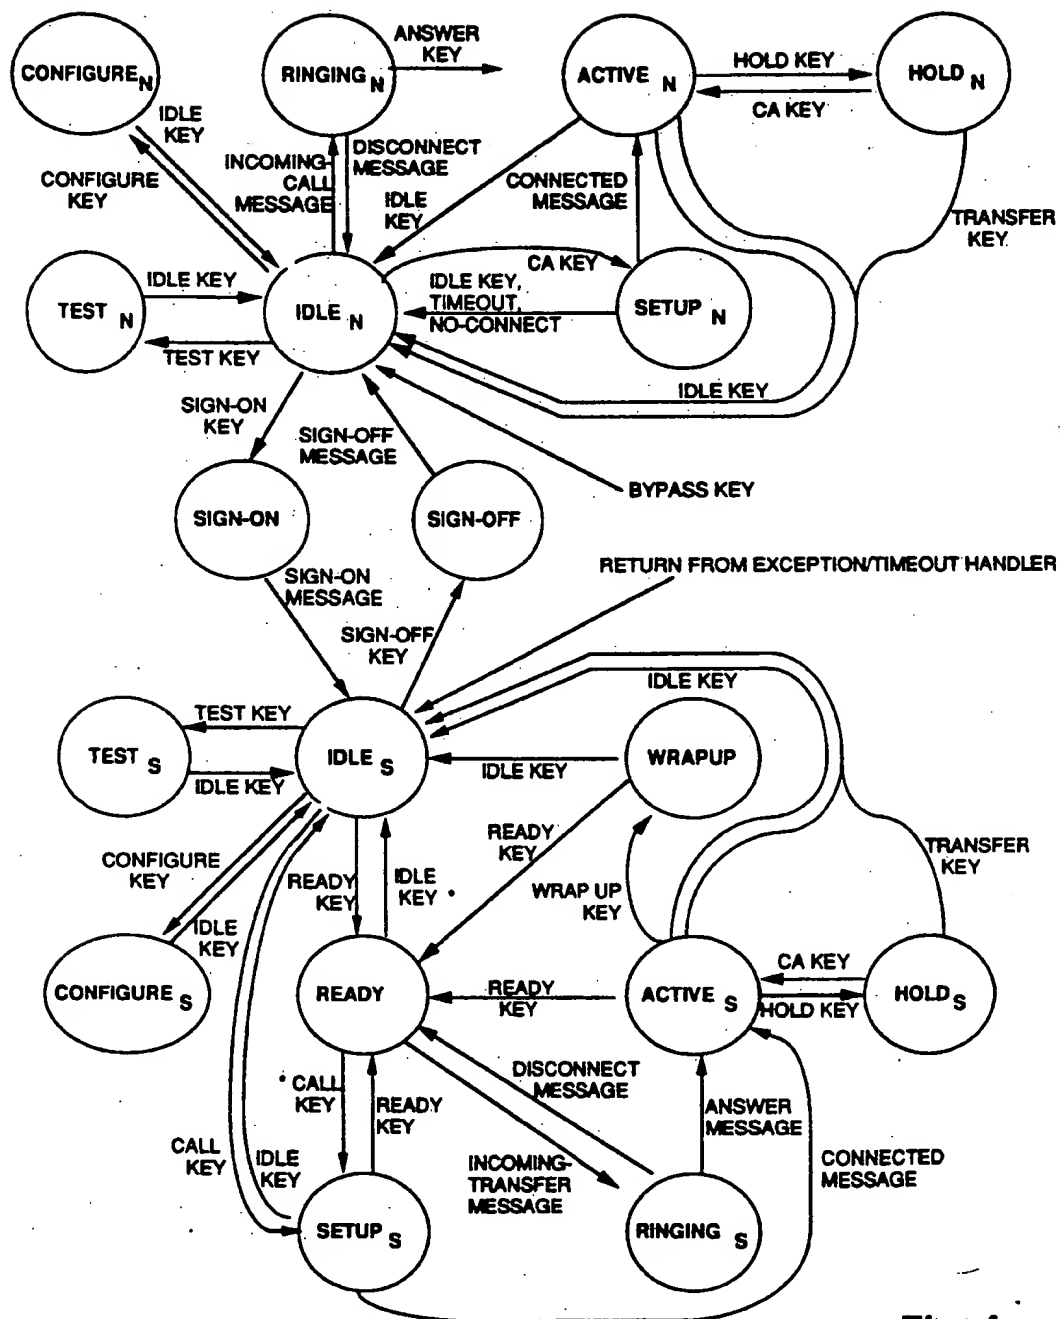 CONFIGURE N
RINGING N
ANSWER
KEY
ACTIVE N
HOLD KEY
CA KEY
HOLD N
IDLE
KEY
CONFIGURE
KEY
INCOMING-
CALL
MESSAGE
DISCONNECT
MESSAGE
IDLE
KEY
CONNECTED
MESSAGE
TRANSFER
KEY
TEST N
IDLE KEY
TEST KEY
IDLE N
CA KEY
IDLE KEY,
TIMEOUT,
NO-CONNECT
SETUP N
IDLE KEY
SIGN-ON
KEY
SIGN-OFF
MESSAGE
BYPASS KEY
SIGN-ON
SIGN-OFF
SIGN-ON
MESSAGE
SIGN-OFF
KEY
RETURN FROM EXCEPTION/TIMEOUT HANDLER
IDLE KEY
TEST S
TEST KEY
IDLE KEY
IDLE S
IDLE KEY
WRAPUP
CONFIGURE
KEY
IDLE
KEY
READY
KEY
IDLE
KEY
READY
KEY
WRAP UP
KEY
TRANSFER
KEY
CONFIGURE S
READY
READY
KEY
ACTIVE S
CA KEY
HOLD KEY
HOLD S
CALL
KEY
READY
KEY
DISCONNECT
MESSAGE
ANSWER
MESSAGE
CALL
KEY
IDLE
KEY
INCOMING-
TRANSFER
MESSAGE
CONNECTED
MESSAGE
SETUP S
RINGING S